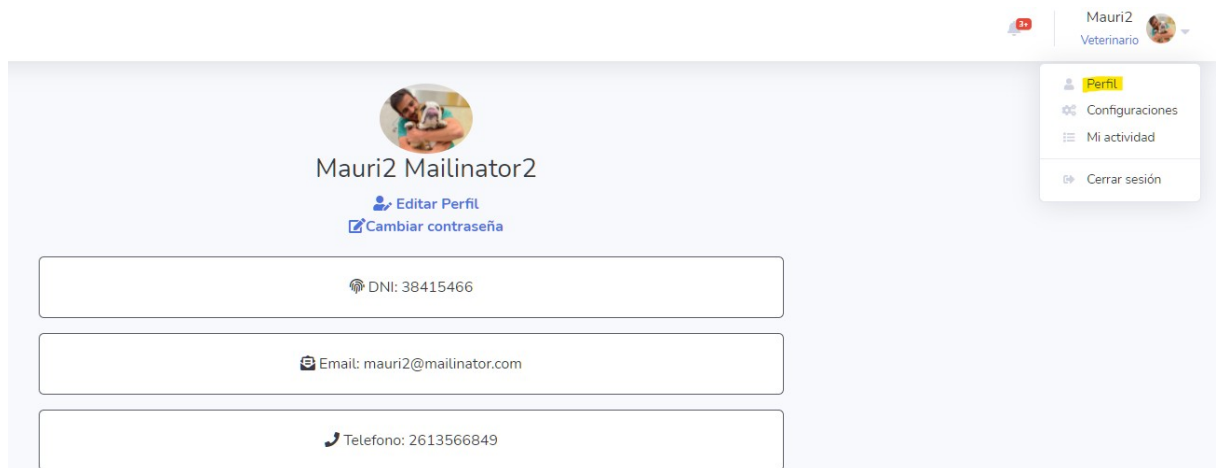 3+
Mauri2
Veterinario
Perfil
Configuraciones
Mi actividad
Cerrar sesión
Mauri2 Mailinator2
Editar Perfil
Cambiar contraseña
DNI: 38415466
Email: mauri2@mailinator.com
Telefono: 2613566849